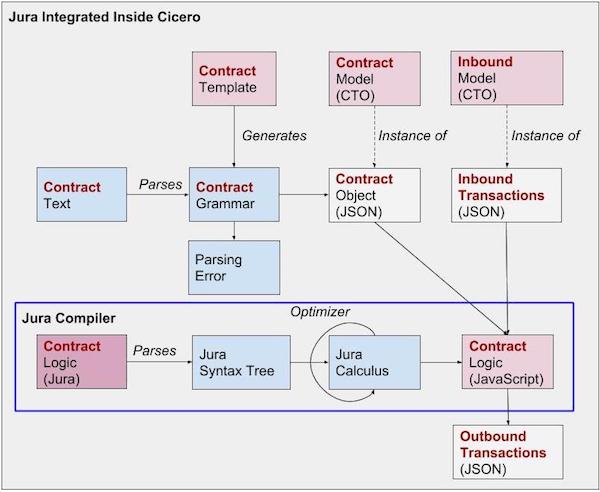 Jura Integrated Inside Cicero
Contract
Template
Contract
Model
(CTO)
Inbound
Model
(CTO)
Generates
Instance of
Instance of
Contract
Text
Parses
Contract
Grammar
Contract
Object
(JSON)
Inbound
Transactions
(JSON)
Parsing
Error
Jura Compiler
Optimizer
Contract
Logic
(Jura)
Parses
Jura
Syntax Tree
Jura
Calculus
Contract
Logic
(JavaScript)
Outbound
Transactions
(JSON)